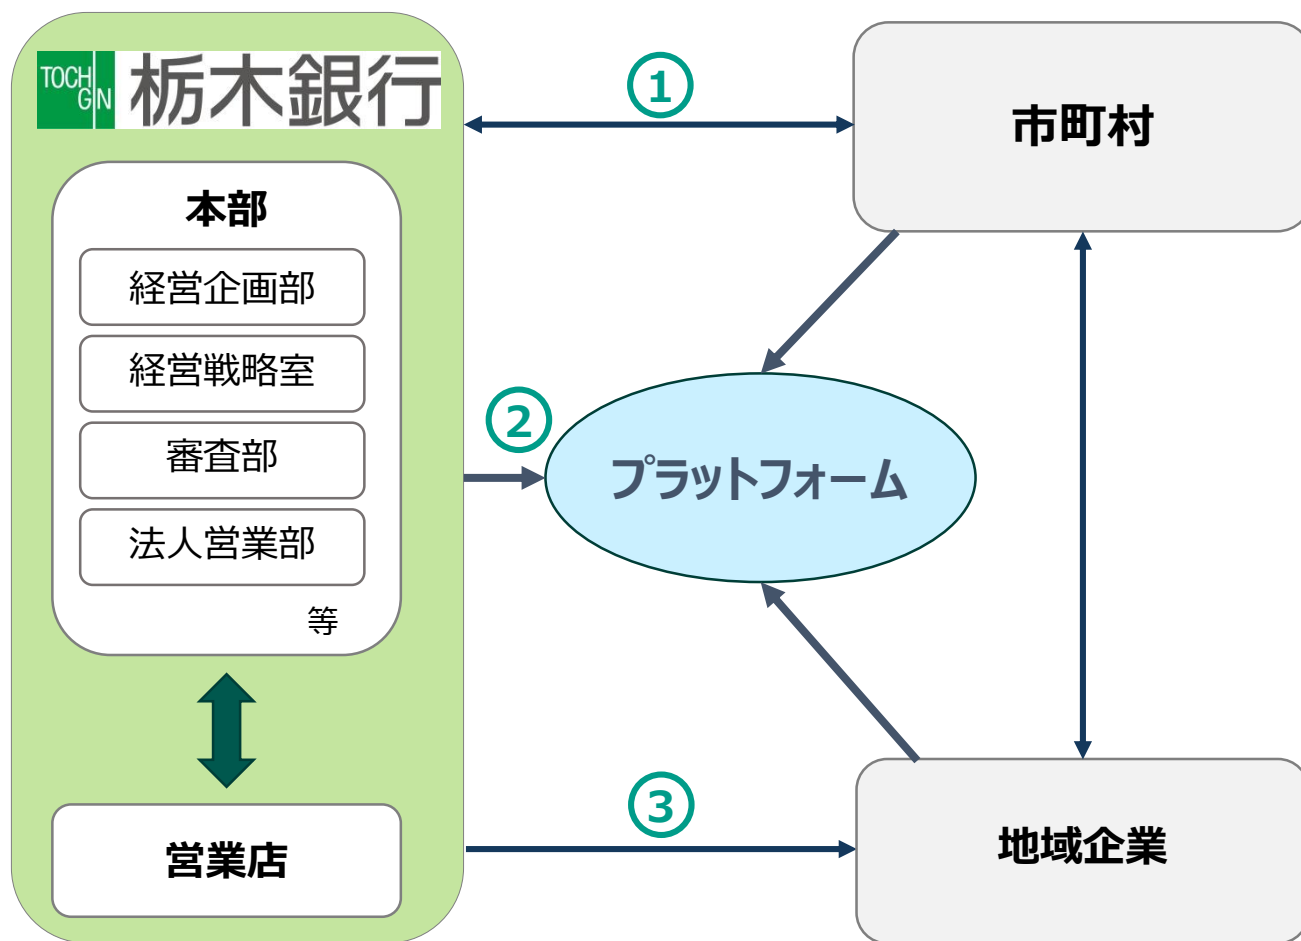 TOCHGIN 栃木銀行
本部
経営企画部
経営戦略室
審査部
法人営業部
等
営業店
①
市町村
②
プラットフォーム
③
地域企業